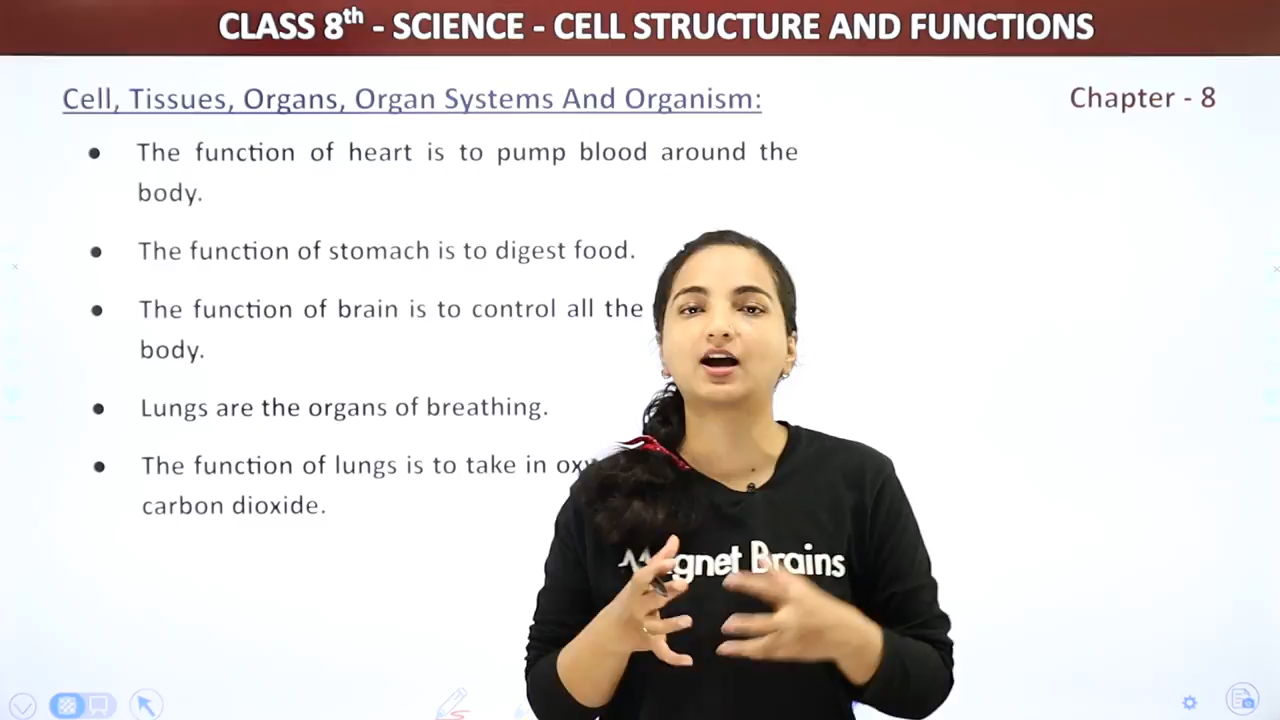 CLASS 8th - SCIENCE - CELL STRUCTURE AND FUNCTIONS
Cell, Tissues, Organs, Organ Systems And Organism:
Chapter - 8
● The function of heart is to pump blood around the
body.
● The function of stomach is to digest food.
● The function of brain is to control all the
body.
● Lungs are the organs of breathing.
● The function of lungs is to take in
carbon dioxide.
Magnet Brains